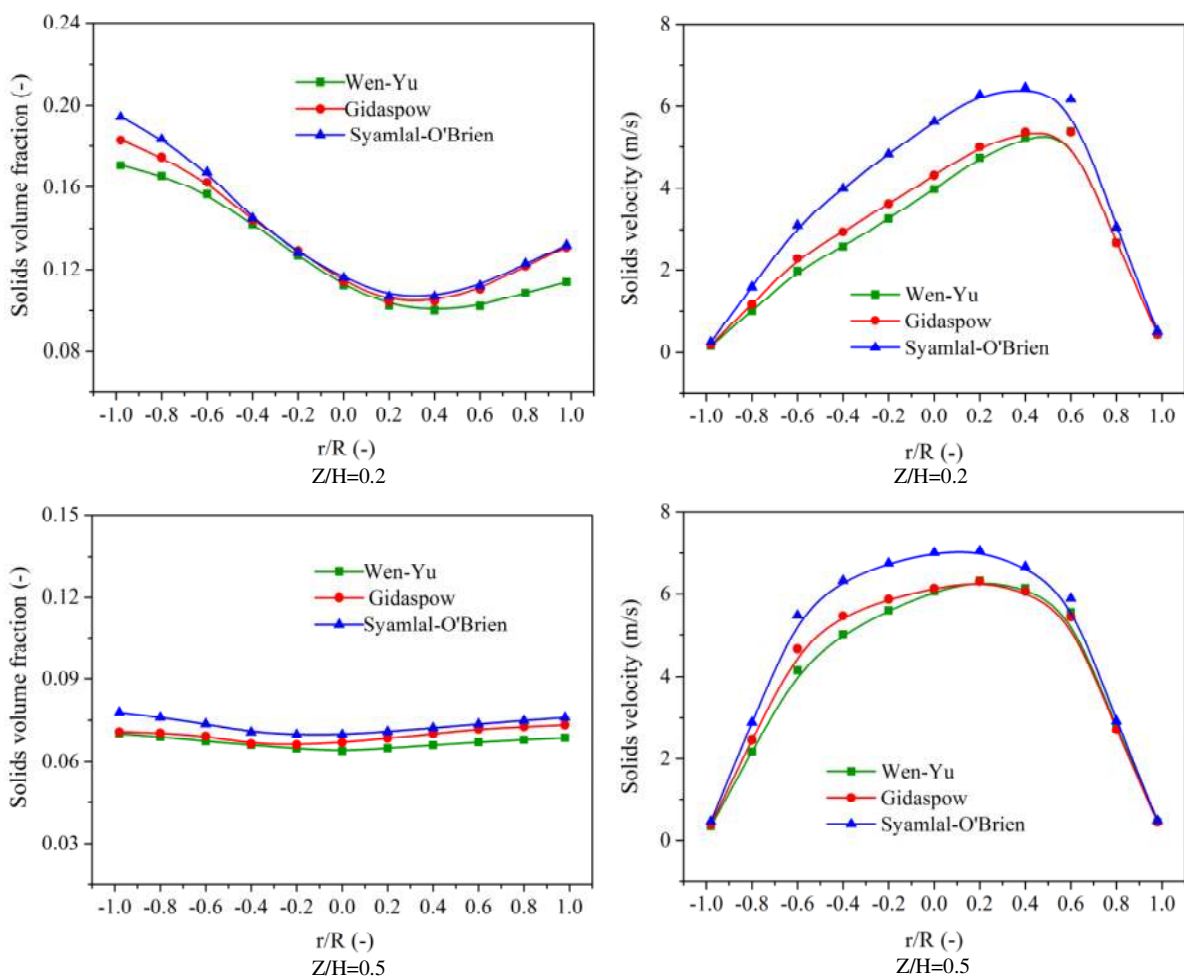 0.24
0.20
0.16
0.12
0.08
Solids volume fraction (-)
Wen-Yu
Gidaspow
Syamlal-O'Brien
-1.0 -0.8 -0.6 -0.4 -0.2 0.0 0.2 0.4 0.6 0.8 1.0
r/R (-)
Z/H=0.2
8
6
4
2
0
Solids velocity (m/s)
Wen-Yu
Gidaspow
Syamlal-O'Brien
-1.0 -0.8 -0.6 -0.4 -0.2 0.0 0.2 0.4 0.6 0.8 1.0
r/R (-)
Z/H=0.2
0.15
0.12
0.09
0.06
0.03
Solids volume fraction (-)
Wen-Yu
Gidaspow
Syamlal-O'Brien
-1.0 -0.8 -0.6 -0.4 -0.2 0.0 0.2 0.4 0.6 0.8 1.0
r/R (-)
Z/H=0.5
8
6
4
2
0
Solids velocity (m/s)
Wen-Yu
Gidaspow
Syamlal-O'Brien
-1.0 -0.8 -0.6 -0.4 -0.2 0.0 0.2 0.4 0.6 0.8 1.0
r/R (-)
Z/H=0.5